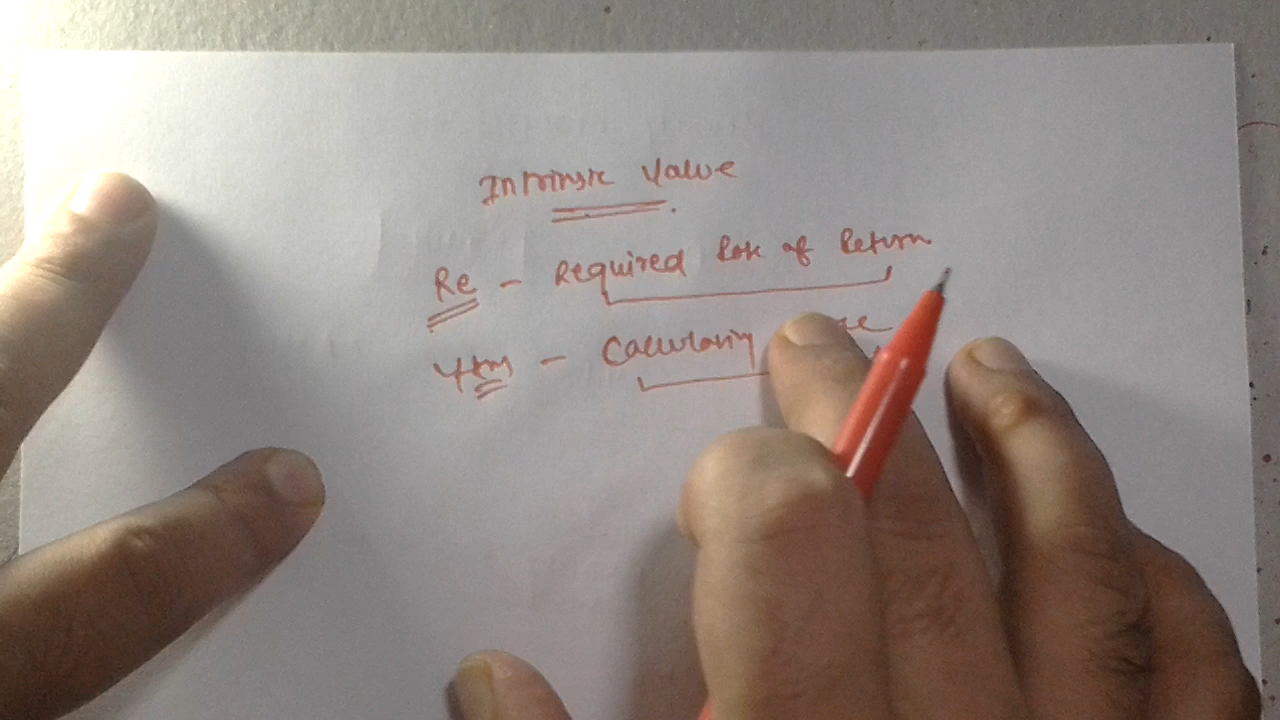 Intrinsic Value
Re - Required Rate of Return
Ytm - Calculating